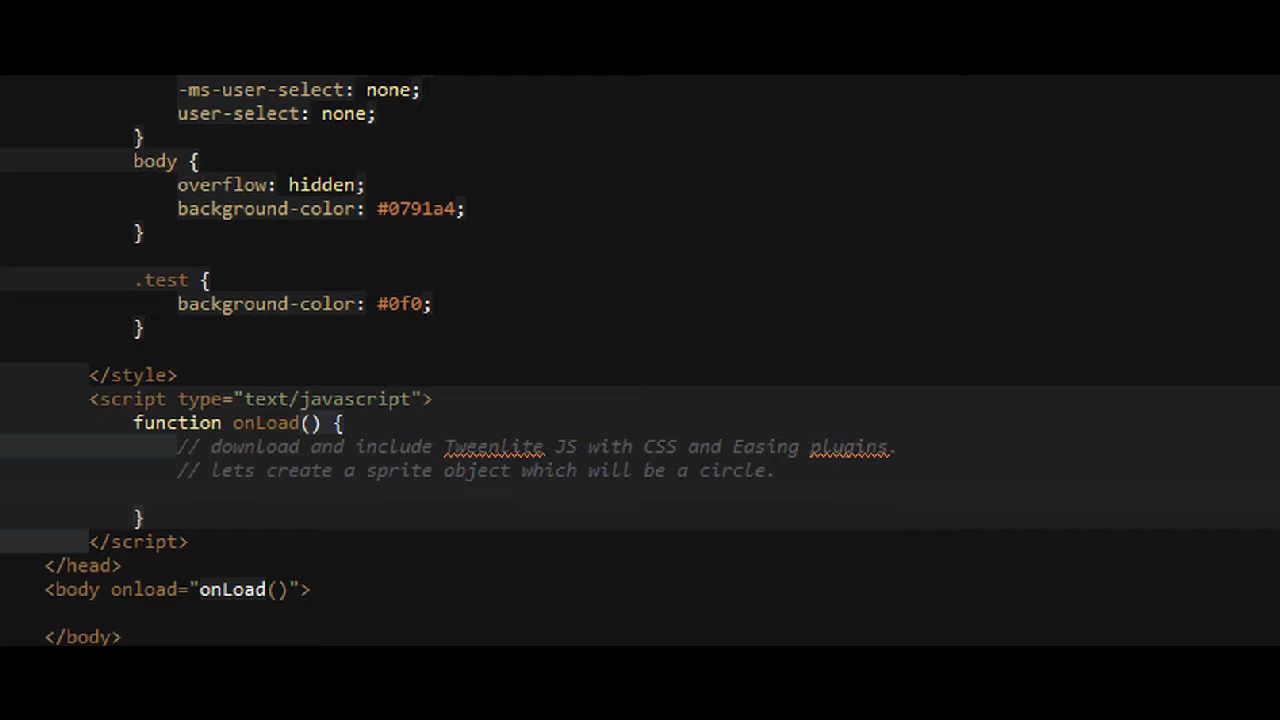 -ms-user-select: none;
user-select: none;
}
body {
overflow: hidden;
background-color: #0791a4;
}
.test {
background-color: #0f0;
}
</style>
<script type="text/javascript">
function onLoad() {
// download and include Tweenlite JS with CSS and Easing plugins.
// lets create a sprite object which will be a circle.
}
</script>
</head>
<body onload="onLoad()">
</body>